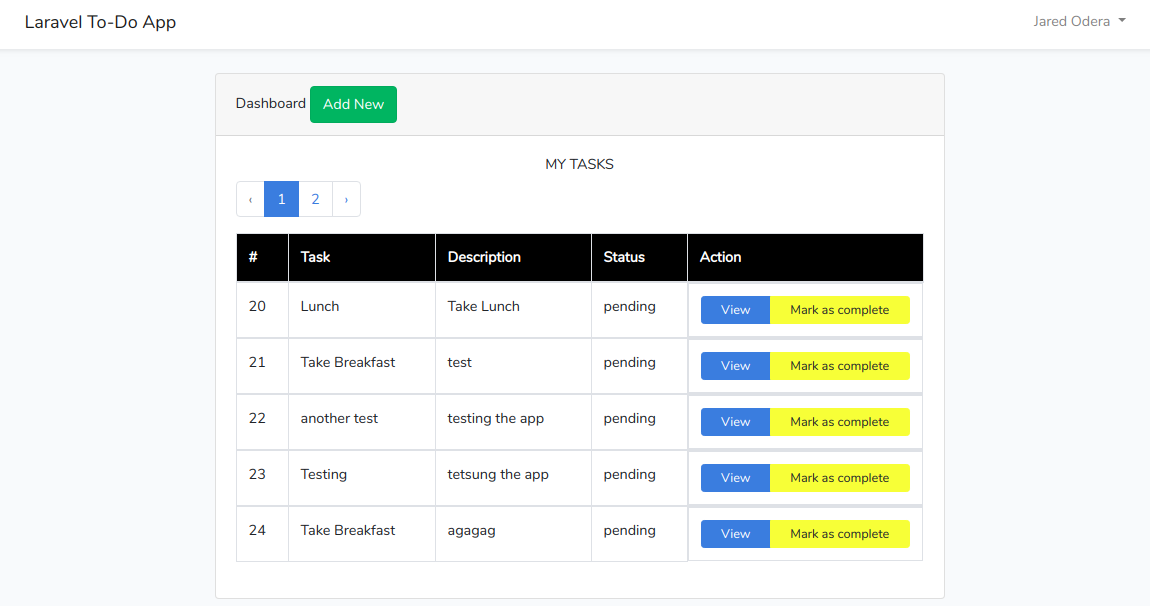 Laravel To-Do App Jared Odera
Dashboard Add New
MY TASKS
‹ 1 2 ›
# Task Description Status Action
20 Lunch Take Lunch pending View Mark as complete
21 Take Breakfast test pending View Mark as complete
22 another test testing the app pending View Mark as complete
23 Testing tetsung the app pending View Mark as complete
24 Take Breakfast agagag pending View Mark as complete